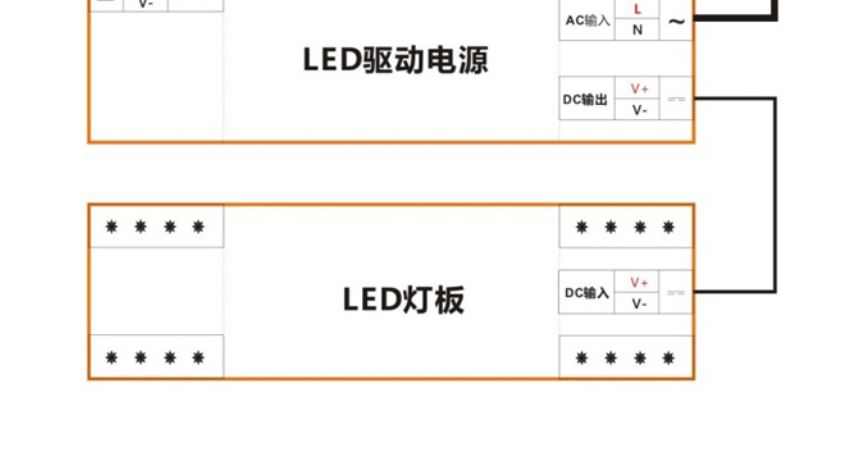 V-
AC输入 L N ~
LED驱动电源
DC输出 V+ V-
LED灯板
DC输入 V+ V-